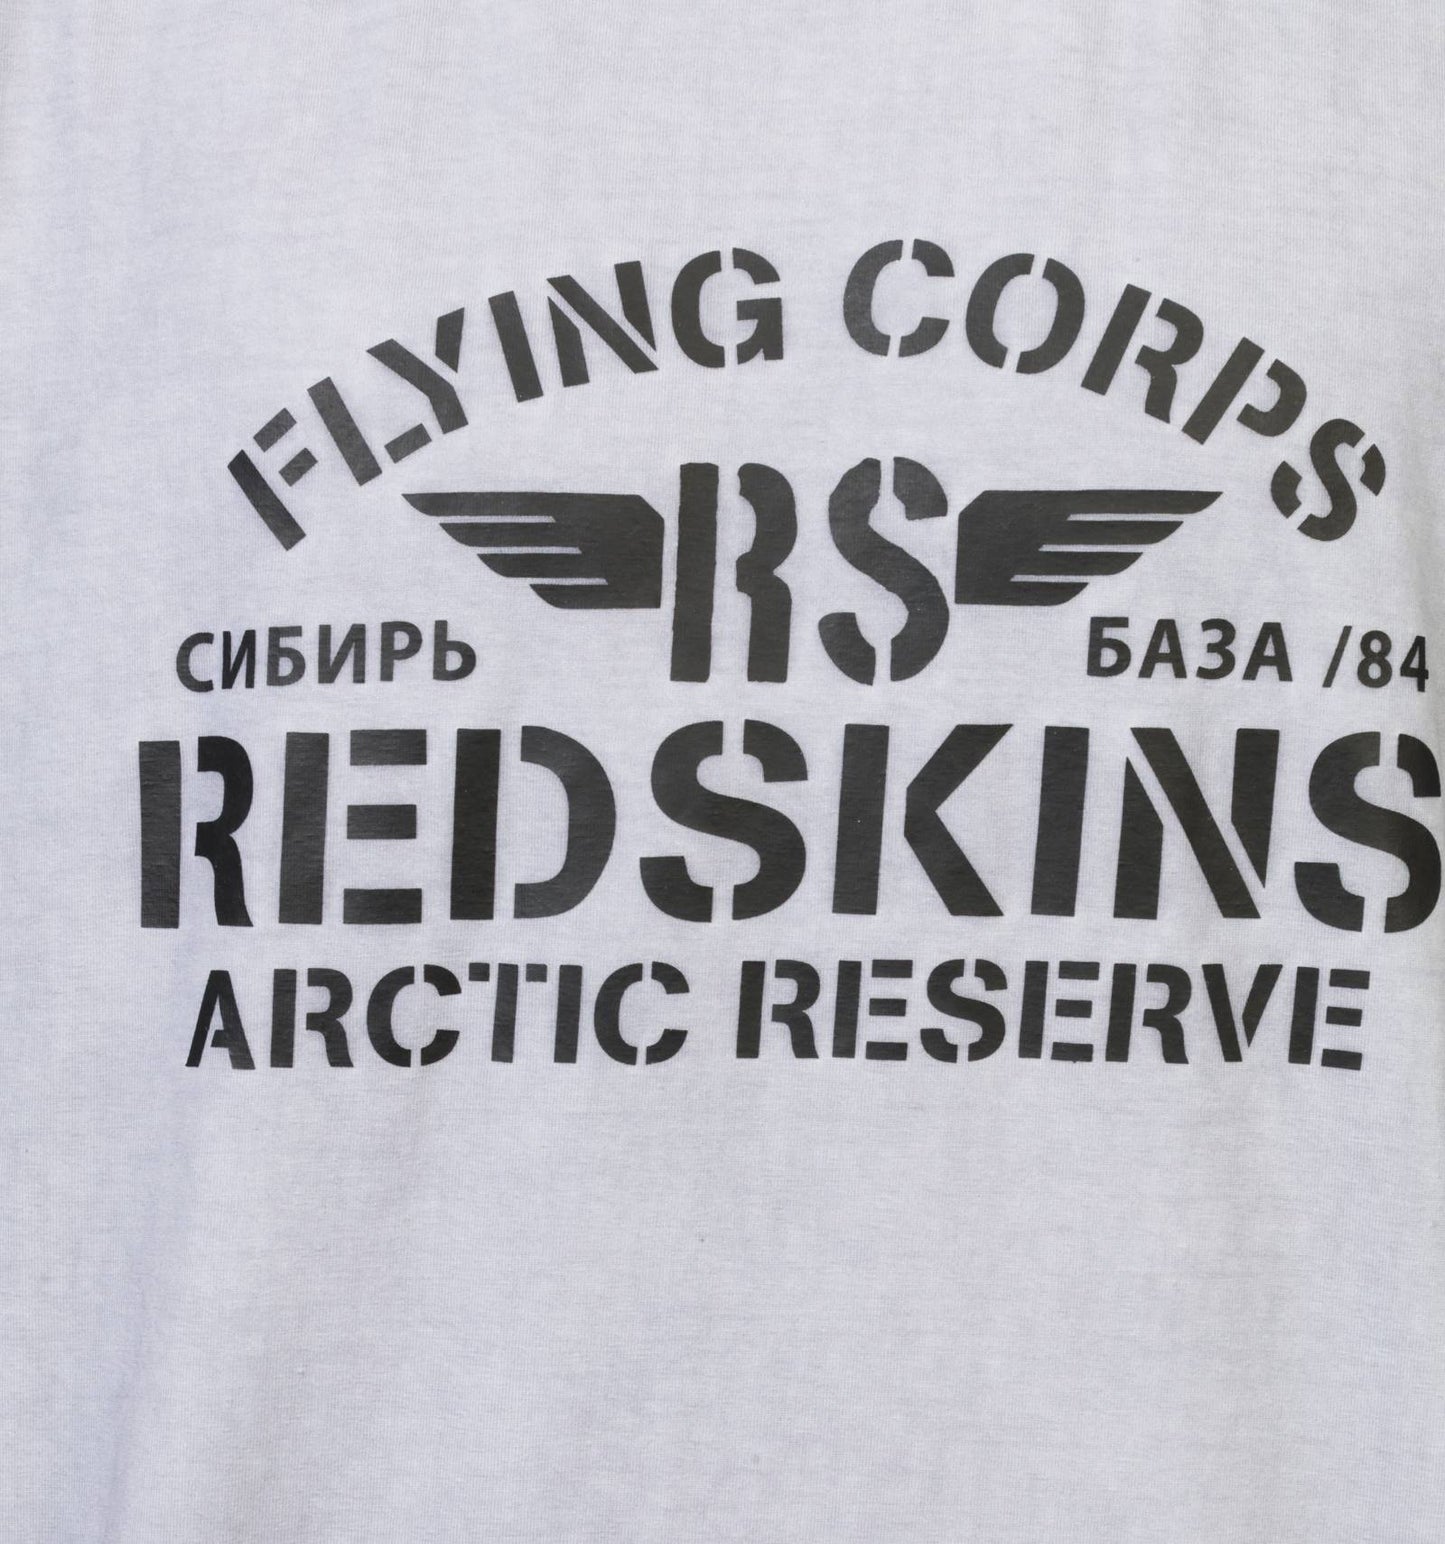 FLYING CORPS
RS
СИБИРЬ БАЗА /84
REDSKINS
ARCTIC RESERVE